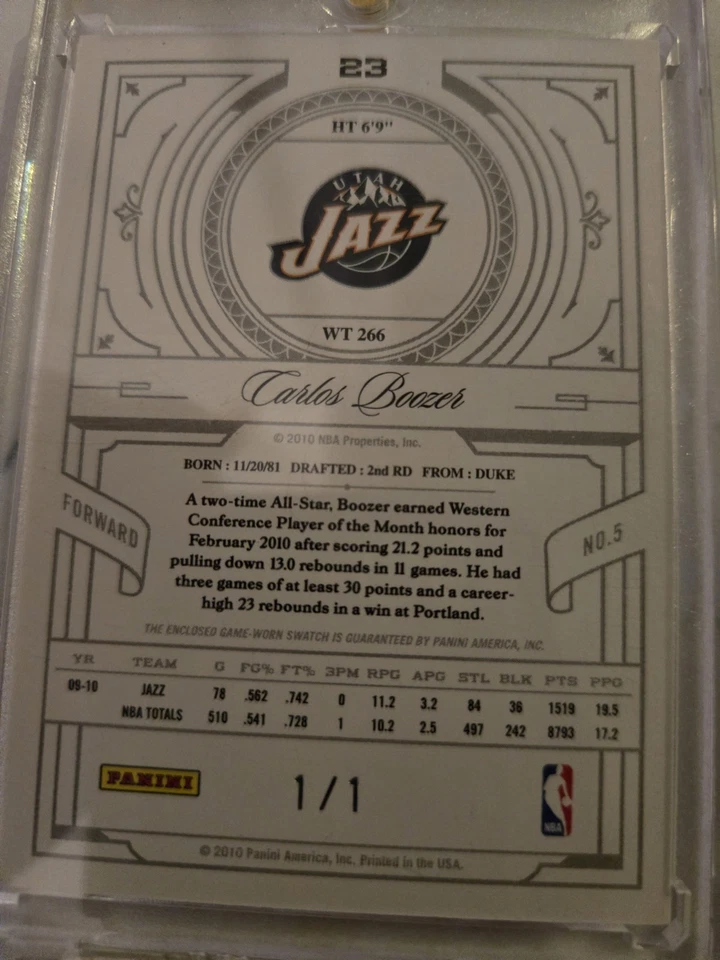 23
HT 6'9"
UTAH
JAZZ
WT 266
Carlos Boozer
© 2010 NBA Properties, Inc.
BORN : 11/20/81 DRAFTED : 2nd RD FROM : DUKE
FORWARD
NO.5
A two-time All-Star, Boozer earned Western
Conference Player of the Month honors for
February 2010 after scoring 21.2 points and
pulling down 13.0 rebounds in 11 games. He had
three games of at least 30 points and a career-
high 23 rebounds in a win at Portland.
THE ENCLOSED GAME-WORN SWATCH IS GUARANTEED BY PANINI AMERICA, INC.
YR TEAM G FG% FT% 3PM RPG APG STL BLK PTS PPG
09-10 JAZZ 78 .562 .742 0 11.2 3.2 84 36 1519 19.5
NBA TOTALS 510 .541 .728 1 10.2 2.5 497 242 8793 17.2
PANINI
1/1
NBA
© 2010 Panini America, Inc. Printed in the USA.